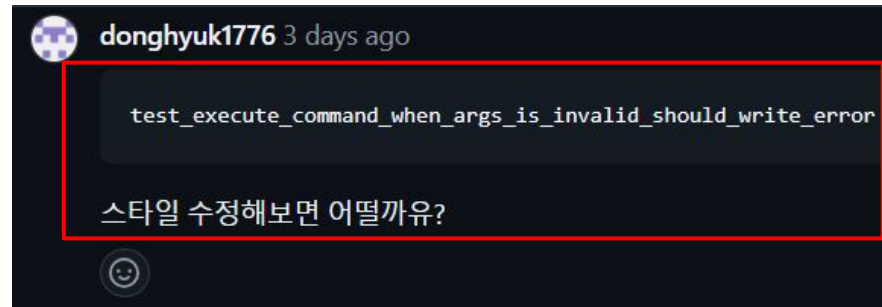 donghyuk1776 3 days ago
test_execute_command_when_args_is_invalid_should_write_error
스타일 수정해보면 어떨까유?